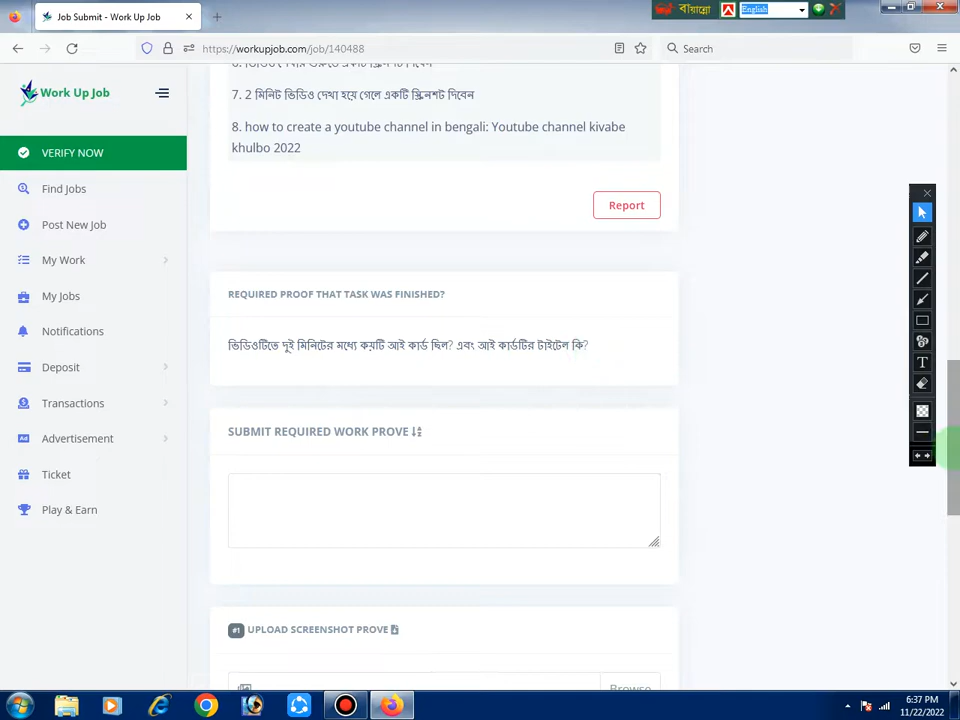 Job Submit - Work Up Job
বায়ান্নো
English
https://workupjob.com/job/140488
Search
Work Up Job
VERIFY NOW
Find Jobs
Post New Job
My Work
My Jobs
Notifications
Deposit
Transactions
Advertisement
Ad
Ticket
Play & Earn
7. 2 মিনিট ভিডিও দেখা হয়ে গেলে একটি স্ক্রিনশট দিবেন
8. how to create a youtube channel in bengali: Youtube channel kivabe
khulbo 2022
Report
REQUIRED PROOF THAT TASK WAS FINISHED?
ভিডিওটিতে দুই মিনিটের মধ্যে কয়টি আই কার্ড ছিল? এবং আই কার্ডটির টাইটেল কি?
SUBMIT REQUIRED WORK PROVE
#1 UPLOAD SCREENSHOT PROVE
Browse
T
6:37 PM
11/22/2022